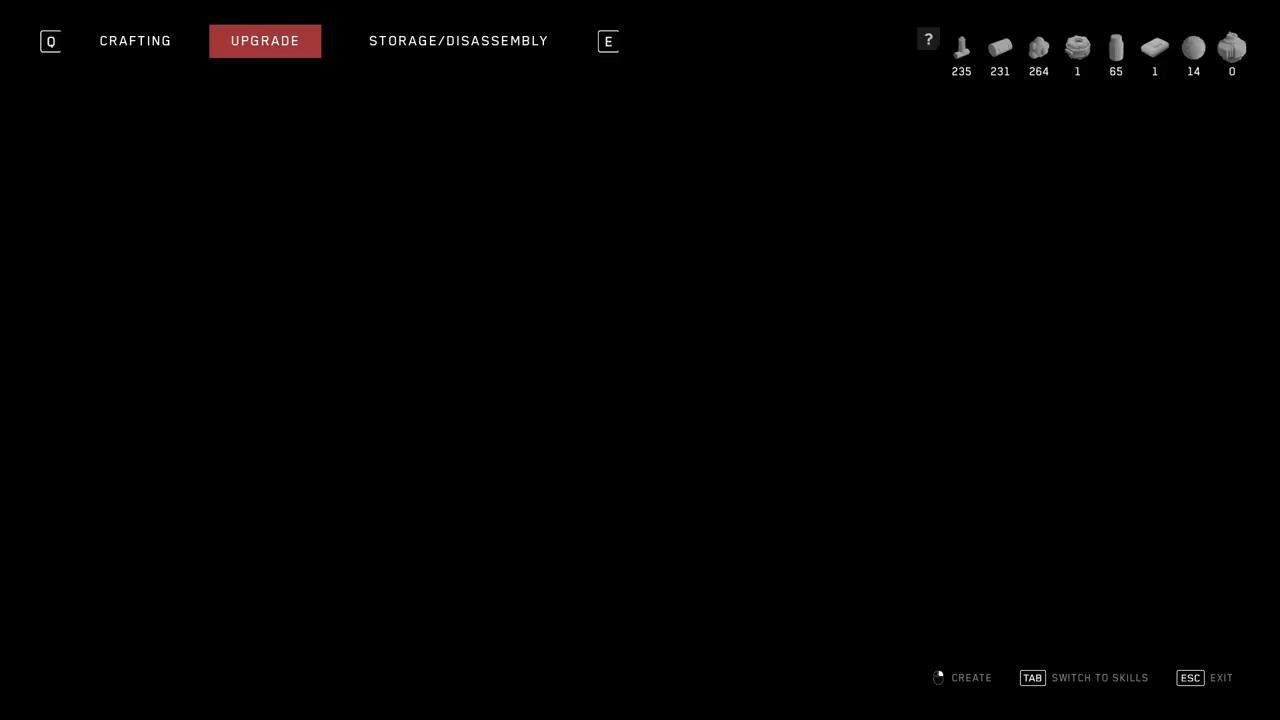 Q CRAFTING UPGRADE STORAGE/DISASSEMBLY E ?
235 231 264 1 65 1 14 0
CREATE TAB SWITCH TO SKILLS ESC EXIT